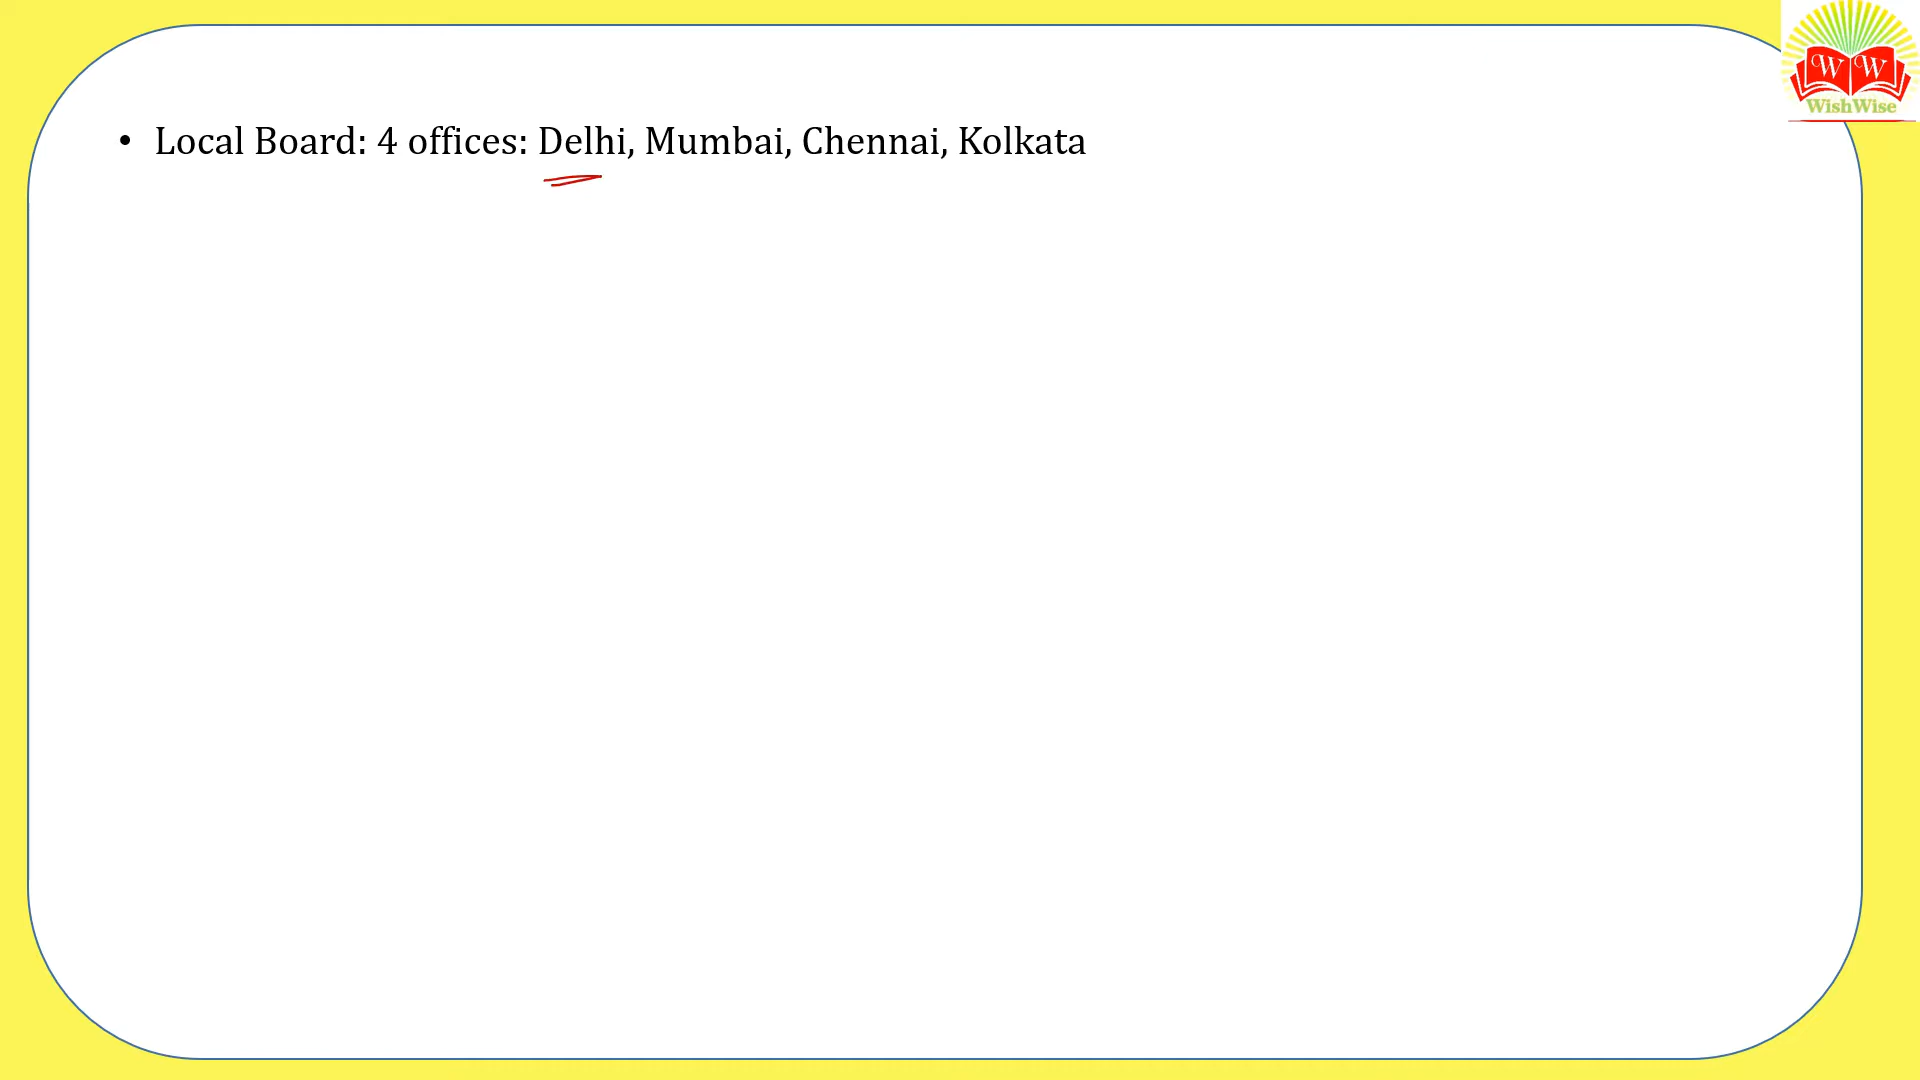 W W
WishWise
• Local Board: 4 offices: Delhi, Mumbai, Chennai, Kolkata